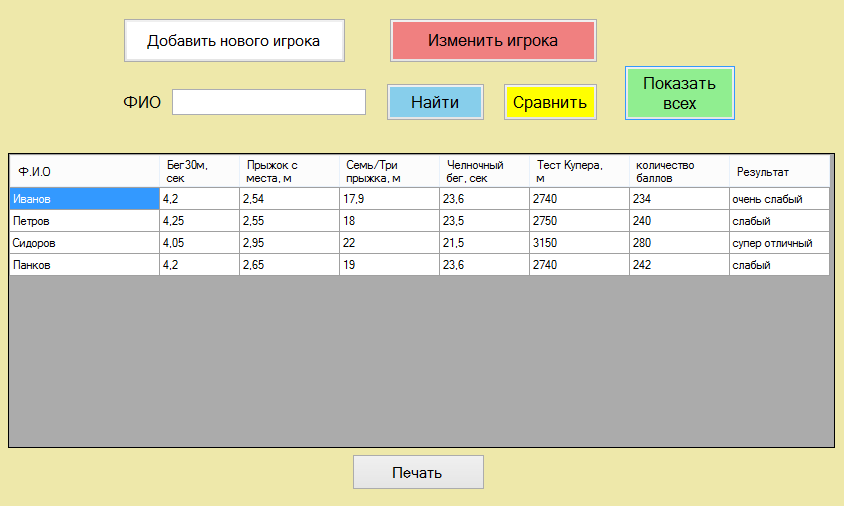 Добавить нового игрока
Изменить игрока
ФИО
Найти
Сравнить
Показать
всех
Ф.И.О
Бег30м,
сек
Прыжок с
места, м
Семь/Три
прыжка, м
Челночный
бег, сек
Тест Купера,
м
количество
баллов
Результат
Иванов 4,2 2,54 17,9 23,6 2740 234 очень слабый
Петров 4,25 2,55 18 23,5 2750 240 слабый
Сидоров 4,05 2,95 22 21,5 3150 280 супер отличный
Панков 4,2 2,65 19 23,6 2740 242 слабый
Печать